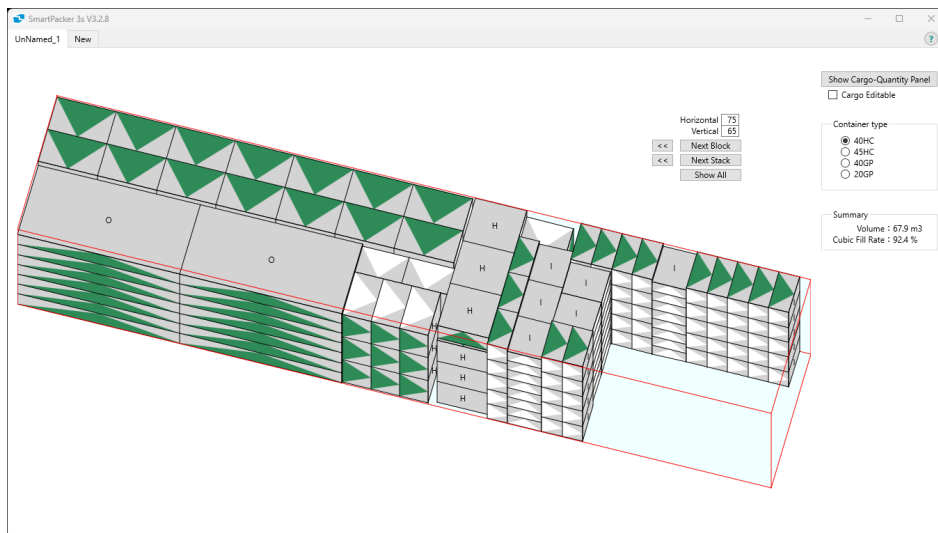 SmartPacker 3s V3.2.8
UnNamed_1
New
?
Show Cargo-Quantity Panel
Cargo Editable
Horizontal 75
Vertical 65
<< Next Block
<< Next Stack
Show All
Container type
40HC
45HC
40GP
20GP
Summary
Volume : 67.9 m3
Cubic Fill Rate : 92.4 %
O
O
H
H
H
H
I
I
I
I
I
I
H
H
H
H
H
H